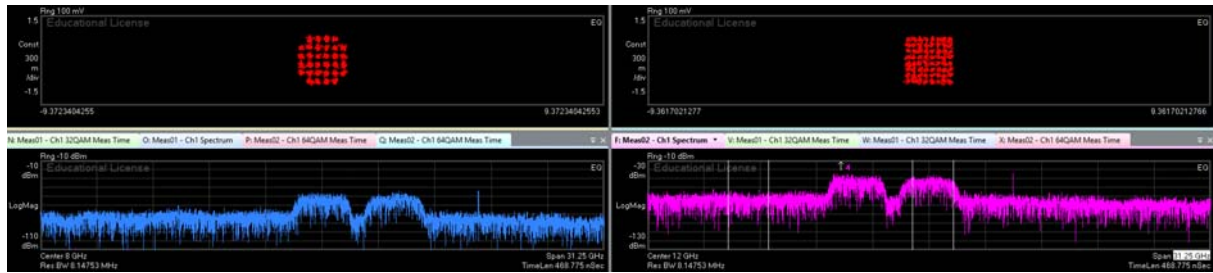 Rng 100 mV
1.5 Educational License EQ
Const
300
m
/div
-1.5
-9.3723404255 9.37234042553
Rng 100 mV
1.5 Educational License EQ
Const
300
m
/div
-1.5
-9.3617021277 9.36170212766
N: Meas01 - Ch1 32QAM Meas Time O: Meas01 - Ch1 Spectrum P: Meas02 - Ch1 64QAM Meas Time Q: Meas02 - Ch1 64QAM Meas Time
Rng -10 dBm
-10 Educational License EQ
dBm
LogMag
-110
dBm
Center 8 GHz Span 31.25 GHz
Res BW 8.14753 MHz TimeLen 468.775 nSec
F: Meas02 - Ch1 Spectrum V: Meas01 - Ch1 32QAM Meas Time W: Meas01 - Ch1 32QAM Meas Time X: Meas02 - Ch1 64QAM Meas Time
Rng -10 dBm
-30 Educational License EQ
dBm
LogMag
-130
dBm
Center 12 GHz Span 31.25 GHz
Res BW 8.14753 MHz TimeLen 468.775 nSec